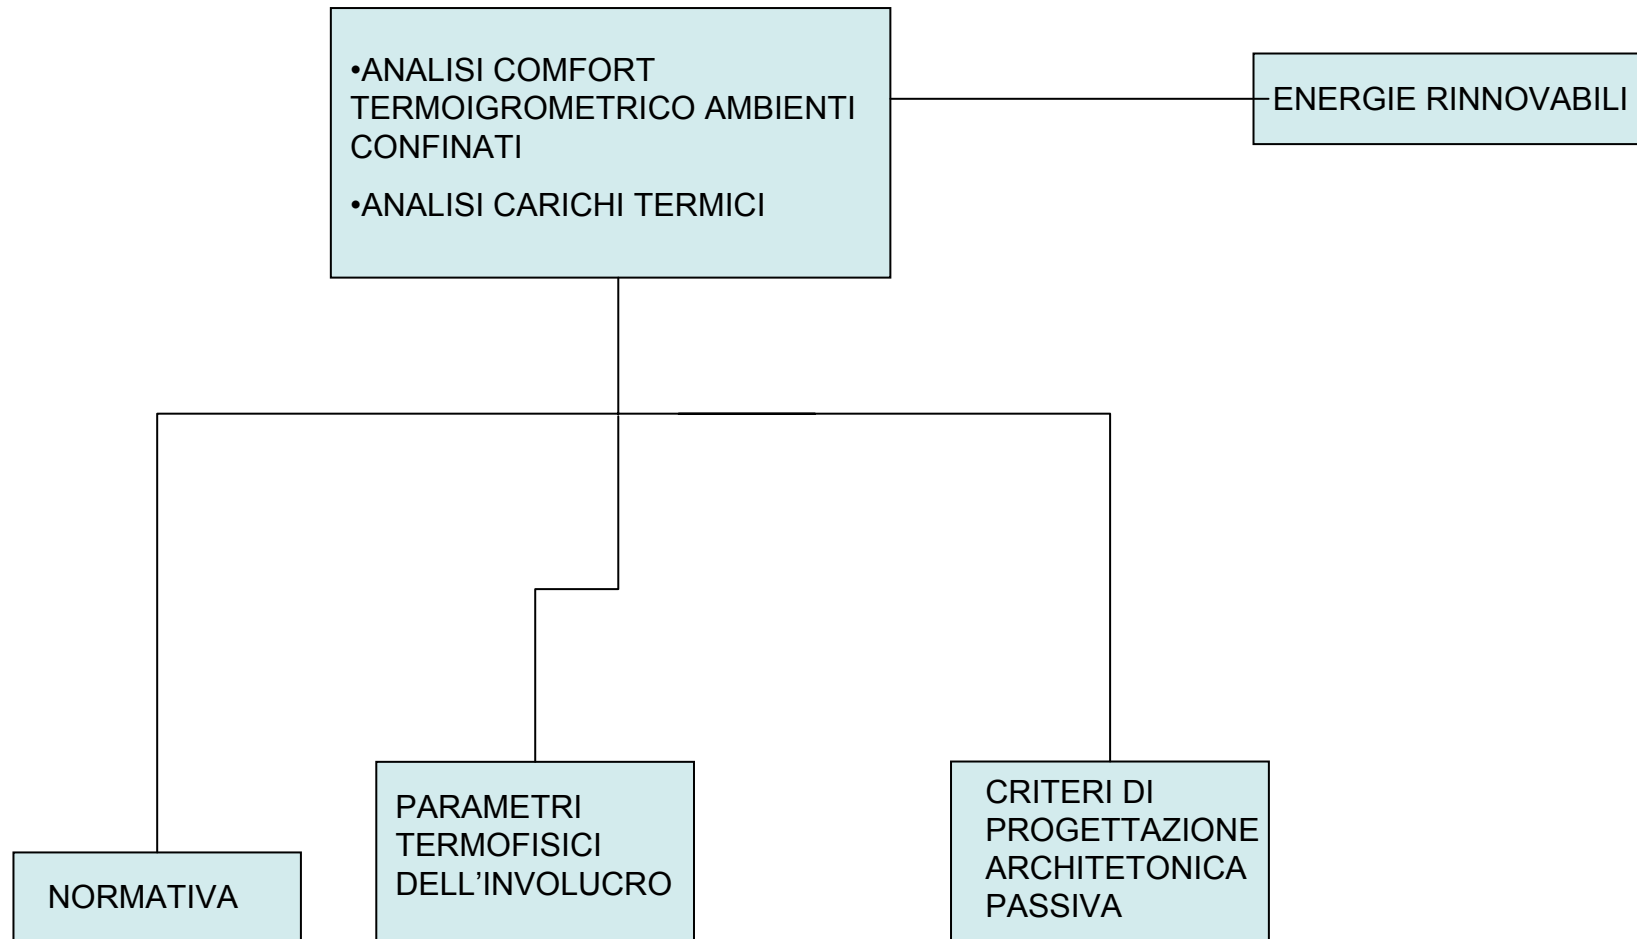 •ANALISI COMFORT
TERMOIGROMETRICO AMBIENTI
CONFINATI
•ANALISI CARICHI TERMICI
ENERGIE RINNOVABILI
NORMATIVA
PARAMETRI
TERMOFISICI
DELL’INVOLUCRO
CRITERI DI
PROGETTAZIONE
ARCHITETONICA
PASSIVA